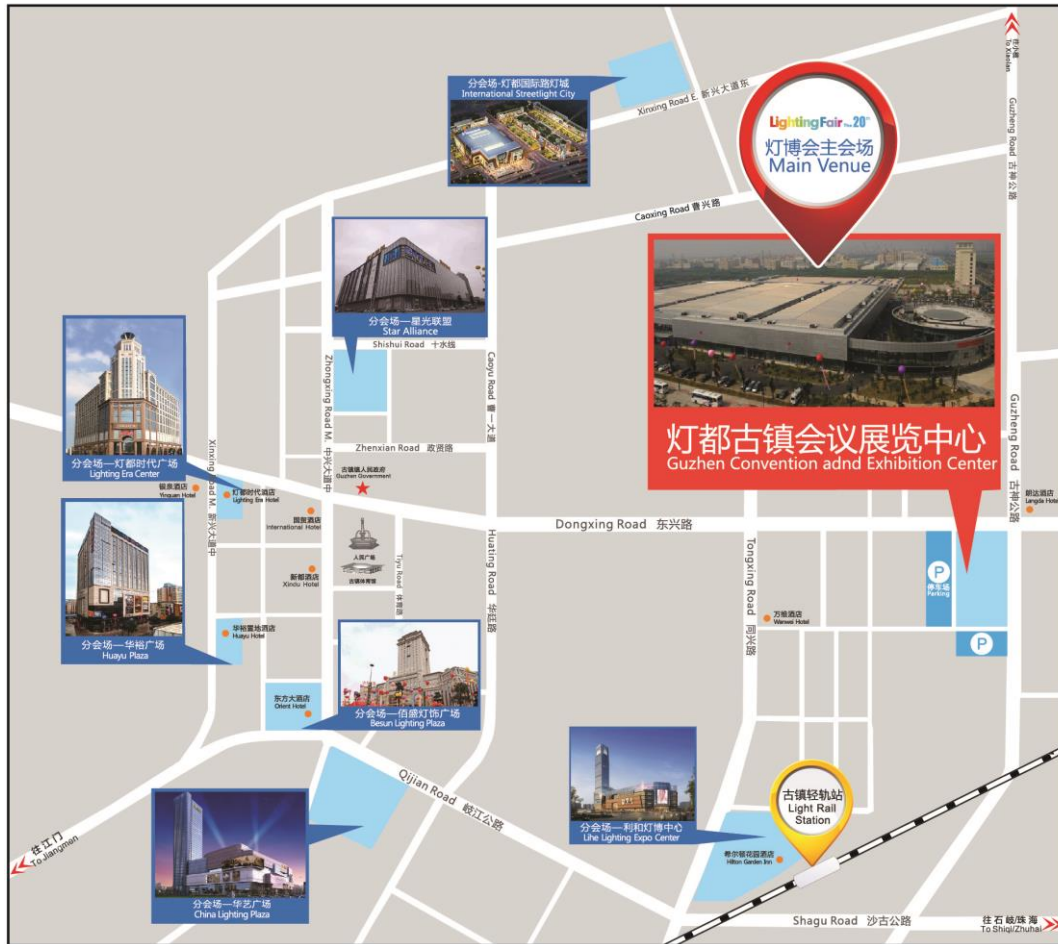 分会场-灯都国际路灯城
International Streetlight City
Xinxing Road E. 新兴大道东
往小榄
To Xiaolan
Guzheng Road 古神公路
LightingFair The 20th
灯博会主会场
Main Venue
Caoxing Road 曹兴路
分会场—星光联盟
Star Alliance
Shishui Road 十水线
Zhongxing Road M. 中兴大道中
Caoyu Road 曹一大道
灯都古镇会议展览中心
Guzhen Convention adnd Exhibition Center
Guzheng Road 古神公路
分会场—灯都时代广场
Lighting Era Center
Zhenxian Road 政贤路
古镇镇人民政府
Guzhen Government
Xinxing Road M. 新兴大道中
银泉酒店
Yinquan Hotel
灯都时代酒店
Lighting Era Hotel
国贸酒店
International Hotel
朗达酒店
Langda Hotel
Dongxing Road 东兴路
人民广场
古镇体育馆
Tiyu Road 体育路
Huating Road 华廷路
Tongxing Road 同兴路
新都酒店
Xindu Hotel
P
停车场
Parking
万维酒店
Wanwei Hotel
P
分会场—华裕广场
Huayu Plaza
华裕置地酒店
Huayu Hotel
东方大酒店
Orient Hotel
分会场—佰盛灯饰广场
Besun Lighting Plaza
Qijian Road 岐江公路
分会场—利和灯博中心
Lihe Lighting Expo Center
古镇轻轨站
Light Rail
Station
希尔顿花园酒店
Hilton Garden Inn
往江门
To Jiangmen
分会场—华艺广场
China Lighting Plaza
Shagu Road 沙古公路
往石岐/珠海
To Shiqi/Zhuhai